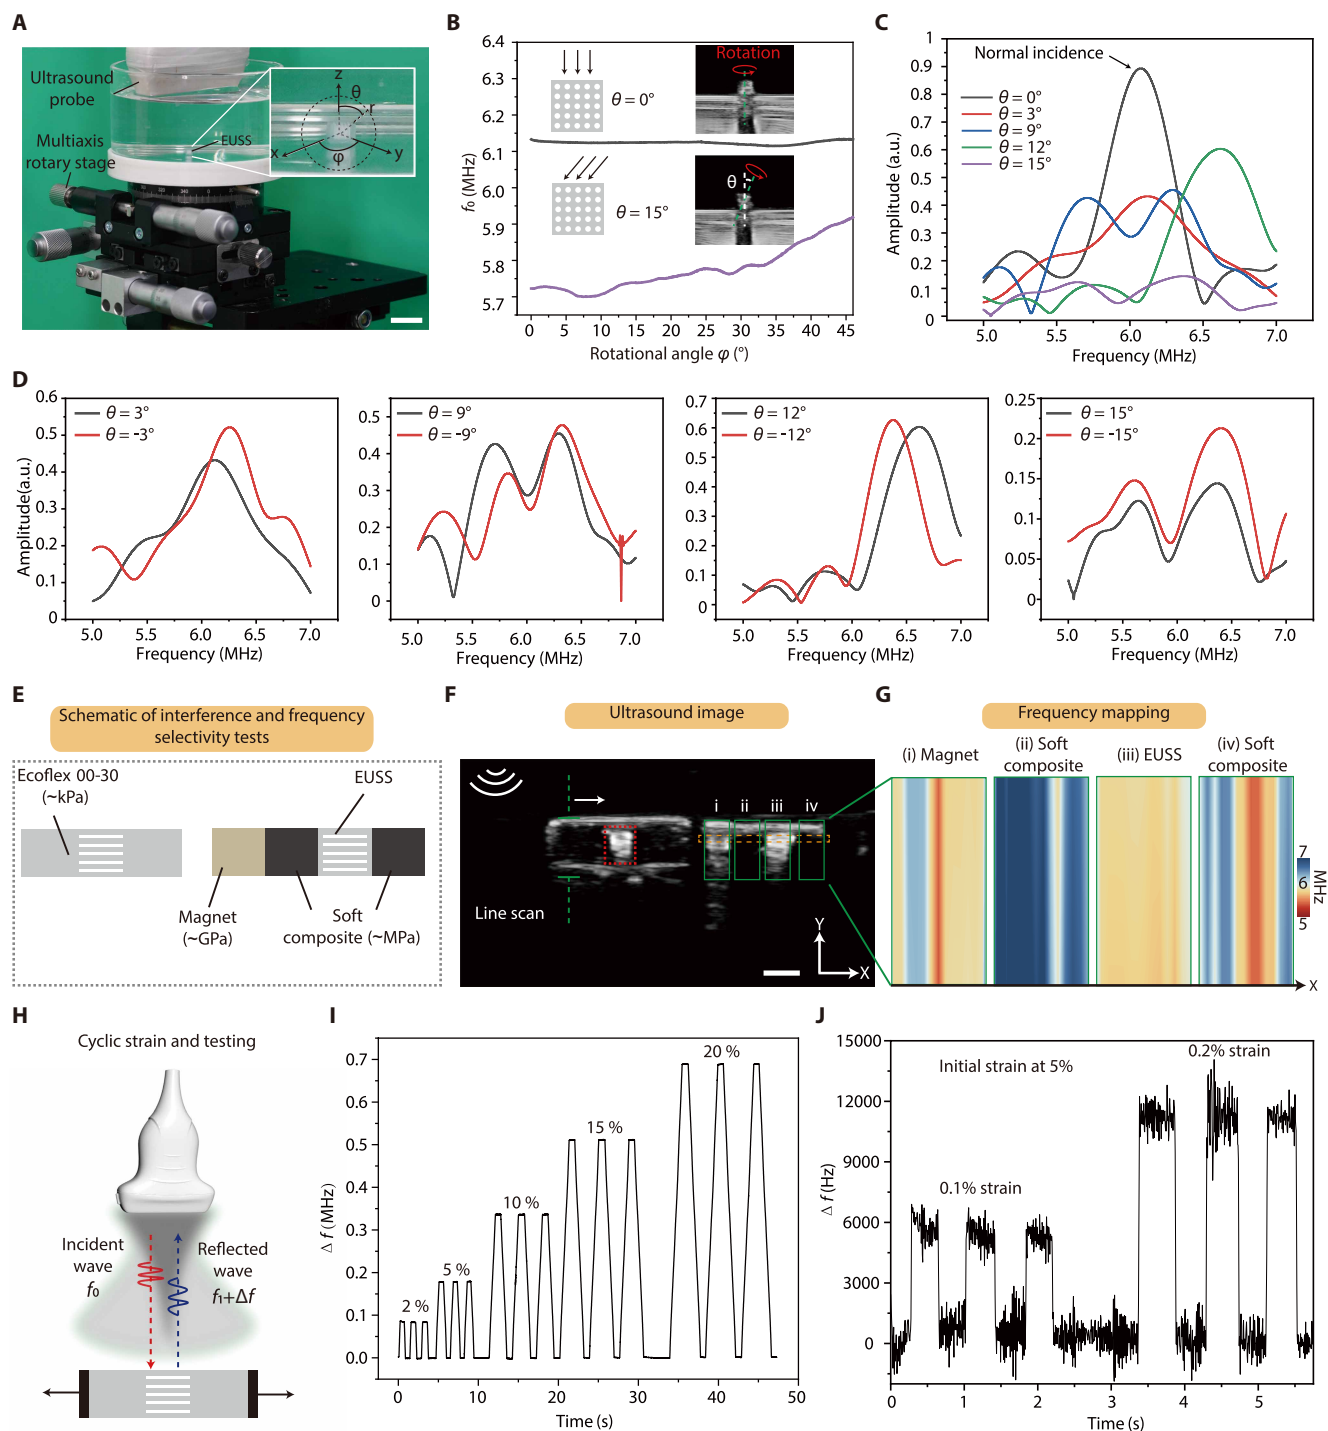 A
Ultrasound
probe
Multiaxis
rotary stage
EUSS
z
θ
r
x
y
φ
B
f₀ (MHz)
6.4
6.3
6.2
6.1
6.0
5.9
5.8
5.7
θ = 0°
θ = 15°
Rotation
θ
0 5 10 15 20 25 30 35 40 45
Rotational angle φ (°)
C
Amplitude (a.u.)
1
0.9
0.8
0.7
0.6
0.5
0.4
0.3
0.2
0.1
0
Normal incidence
θ = 0°
θ = 3°
θ = 9°
θ = 12°
θ = 15°
5.0 5.5 6.0 6.5 7.0
Frequency (MHz)
D
Amplitude(a.u.)
0.6
0.5
0.4
0.3
0.2
0.1
0
θ = 3°
θ = -3°
5.0 5.5 6.0 6.5 7.0
Frequency (MHz)
0.5
0.4
0.3
0.2
0.1
0
θ = 9°
θ = -9°
5.0 5.5 6.0 6.5 7.0
Frequency (MHz)
0.7
0.6
0.5
0.4
0.3
0.2
0.1
0
θ = 12°
θ = -12°
5.0 5.5 6.0 6.5 7.0
Frequency (MHz)
0.25
0.2
0.15
0.1
0.05
0
θ = 15°
θ = -15°
5.0 5.5 6.0 6.5 7.0
Frequency (MHz)
E
Schematic of interference and frequency
selectivity tests
Ecoflex 00-30
(~kPa)
EUSS
Magnet
(~GPa)
Soft
composite (~MPa)
F
Ultrasound image
i ii iii iv
Line scan
Y
X
G
Frequency mapping
(i) Magnet
(ii) Soft
composite
(iii) EUSS
(iv) Soft
composite
7
6
5
MHz
X
H
Cyclic strain and testing
Incident
wave
f₀
Reflected
wave
f₁+Δf
I
Δ f (MHz)
0.7
0.6
0.5
0.4
0.3
0.2
0.1
0.0
2 %
5 %
10 %
15 %
20 %
0 10 20 30 40 50
Time (s)
J
Δ f (Hz)
15000
12000
9000
6000
3000
0
Initial strain at 5%
0.1% strain
0.2% strain
0 1 2 3 4 5
Time (s)